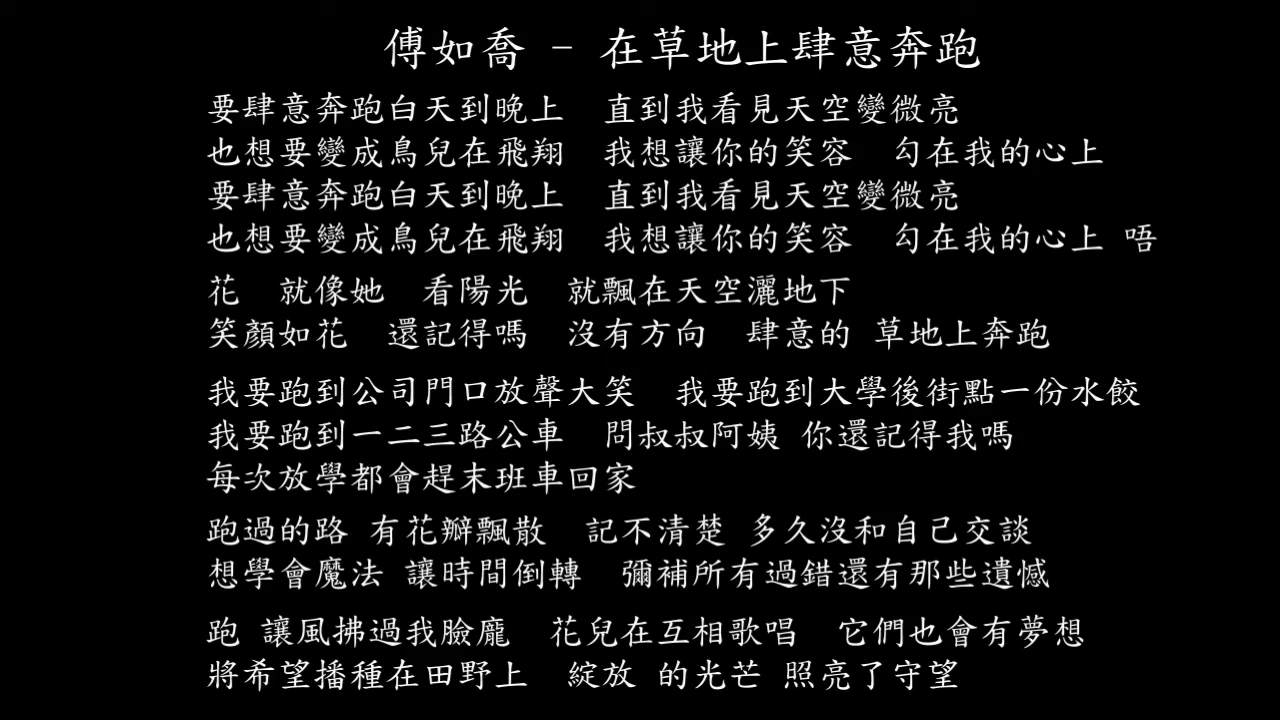 傅如喬 - 在草地上肆意奔跑
要肆意奔跑白天到晚上 直到我看見天空變微亮
也想要變成鳥兒在飛翔 我想讓你的笑容 勾在我的心上
要肆意奔跑白天到晚上 直到我看見天空變微亮
也想要變成鳥兒在飛翔 我想讓你的笑容 勾在我的心上 唔
花 就像她 看陽光 就飄在天空灑地下
笑顏如花 還記得嗎 沒有方向 肆意的 草地上奔跑
我要跑到公司門口放聲大笑 我要跑到大學後街點一份水餃
我要跑到一二三路公車 問叔叔阿姨 你還記得我嗎
每次放學都會趕末班車回家
跑過的路 有花瓣飄散 記不清楚 多久沒和自己交談
想學會魔法 讓時間倒轉 彌補所有過錯還有那些遺憾
跑 讓風拂過我臉龐 花兒在互相歌唱 它們也會有夢想
將希望播種在田野上 綻放 的光芒 照亮了守望